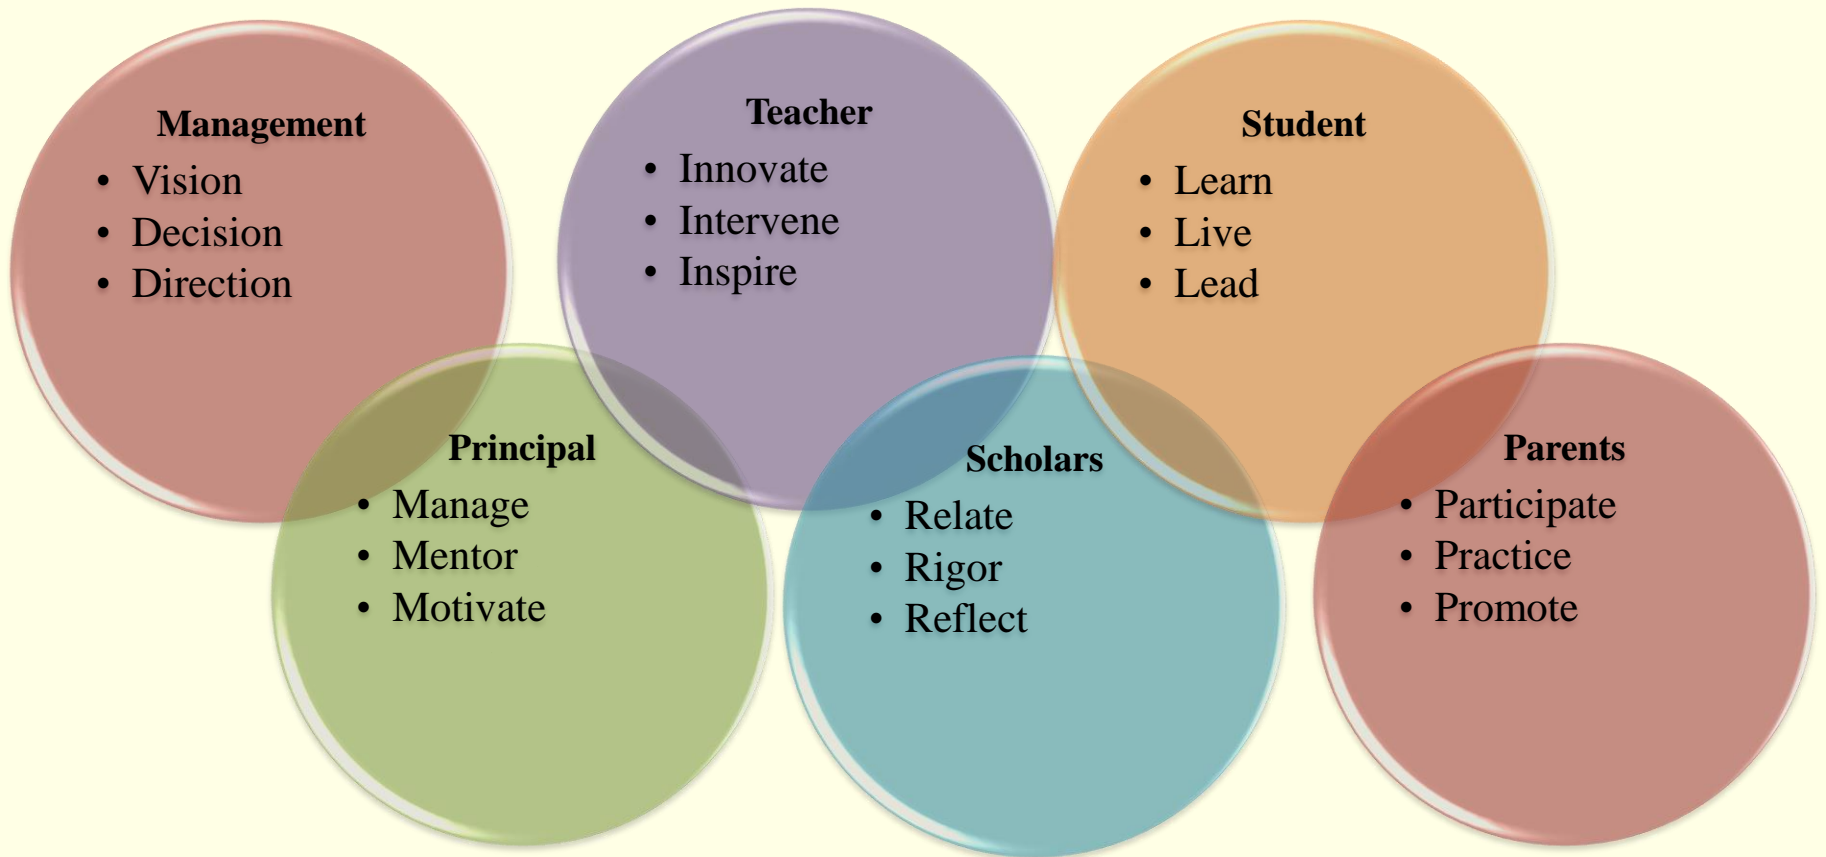 Management
• Vision
• Decision
• Direction
Teacher
• Innovate
• Intervene
• Inspire
Student
• Learn
• Live
• Lead
Principal
• Manage
• Mentor
• Motivate
Scholars
• Relate
• Rigor
• Reflect
Parents
• Participate
• Practice
• Promote